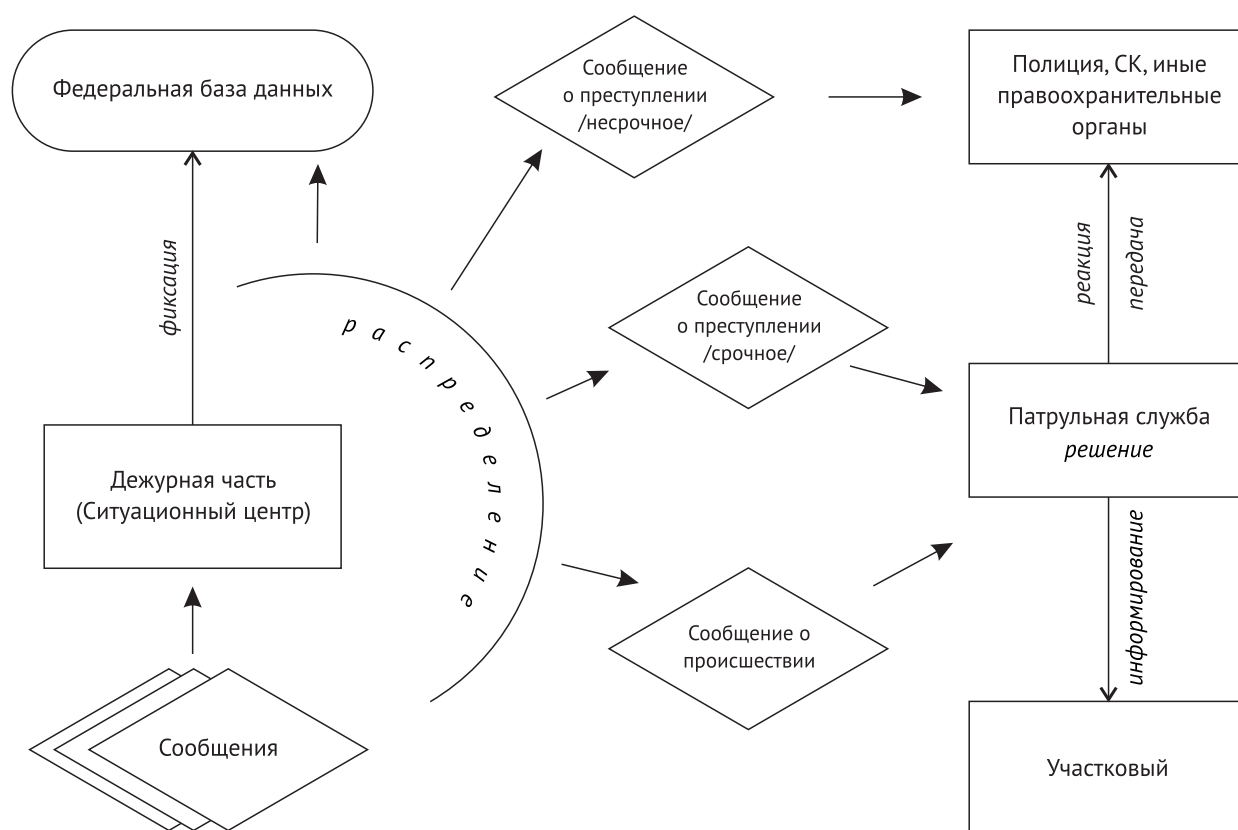 Федеральная база данных
Сообщение
о преступлении
/несрочное/
Полиция, СК, иные
правоохранительные
органы
фиксация
реакция
передача
распределение
Сообщение
о преступлении
/срочное/
Патрульная служба
решение
Дежурная часть
(Ситуационный центр)
информирование
Сообщение о
происшествии
Сообщения
Участковый